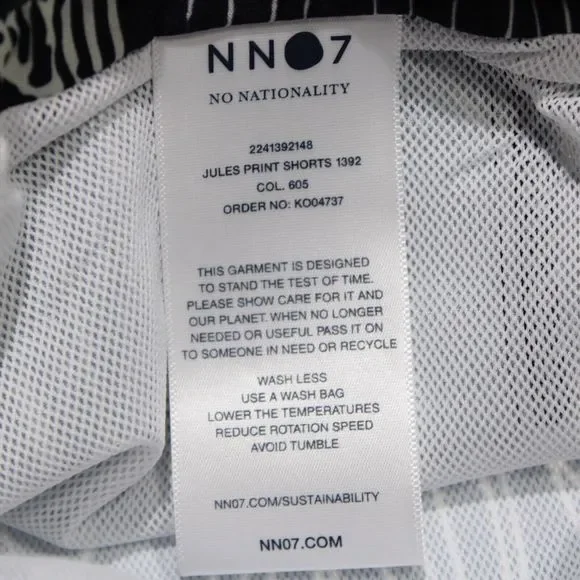 NN07
NO NATIONALITY
2241392148
JULES PRINT SHORTS 1392
COL. 605
ORDER NO: KO04737
THIS GARMENT IS DESIGNED
TO STAND THE TEST OF TIME.
PLEASE SHOW CARE FOR IT AND
OUR PLANET. WHEN NO LONGER
NEEDED OR USEFUL PASS IT ON
TO SOMEONE IN NEED OR RECYCLE
WASH LESS
USE A WASH BAG
LOWER THE TEMPERATURES
REDUCE ROTATION SPEED
AVOID TUMBLE
NN07.COM/SUSTAINABILITY
NN07.COM